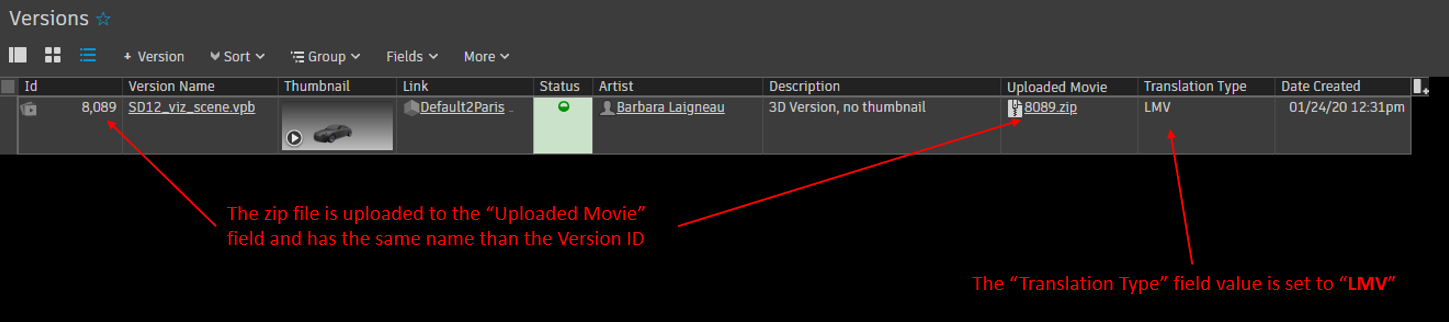 Versions
+ Version Sort Group Fields More
Id Version Name Thumbnail Link Status Artist Description Uploaded Movie Translation Type Date Created
8,089 SD12_viz_scene.vpb Default2Paris .. Barbara Laigneau 3D Version, no thumbnail 8089.zip LMV 01/24/20 12:31pm
The zip file is uploaded to the “Uploaded Movie”
field and has the same name than the Version ID
The “Translation Type” field value is set to “LMV”